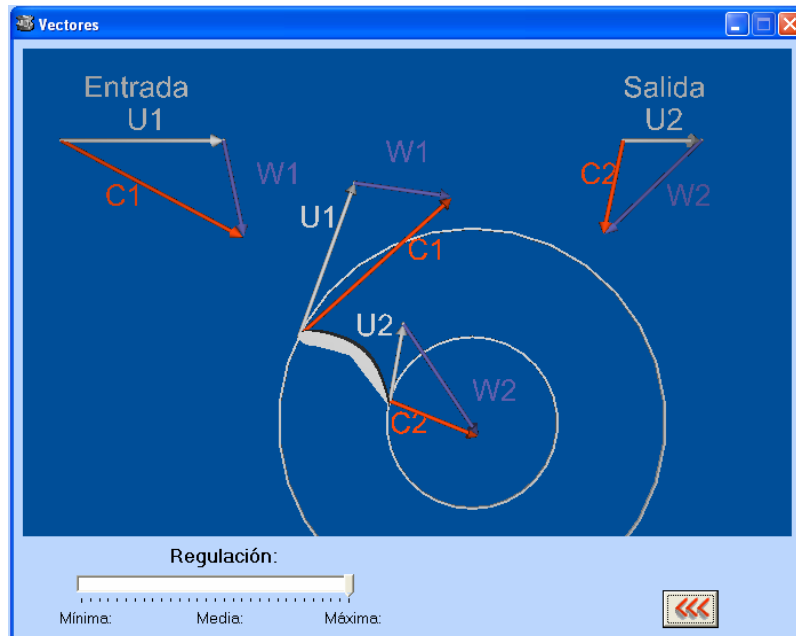 Vectores
Entrada
U1
W1
C1
Salida
U2
C2
W2
W1
U1
C1
U2
W2
C2
Regulación:
Mínima:
Media:
Máxima: